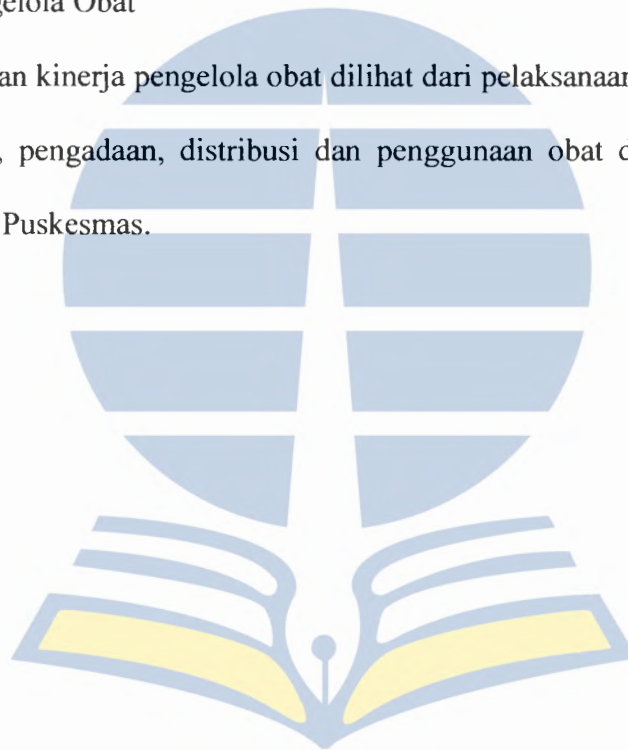 gelola Obat
an kinerja pengelola obat dilihat dari pelaksanaan
, pengadaan, distribusi dan penggunaan obat d
Puskesmas.